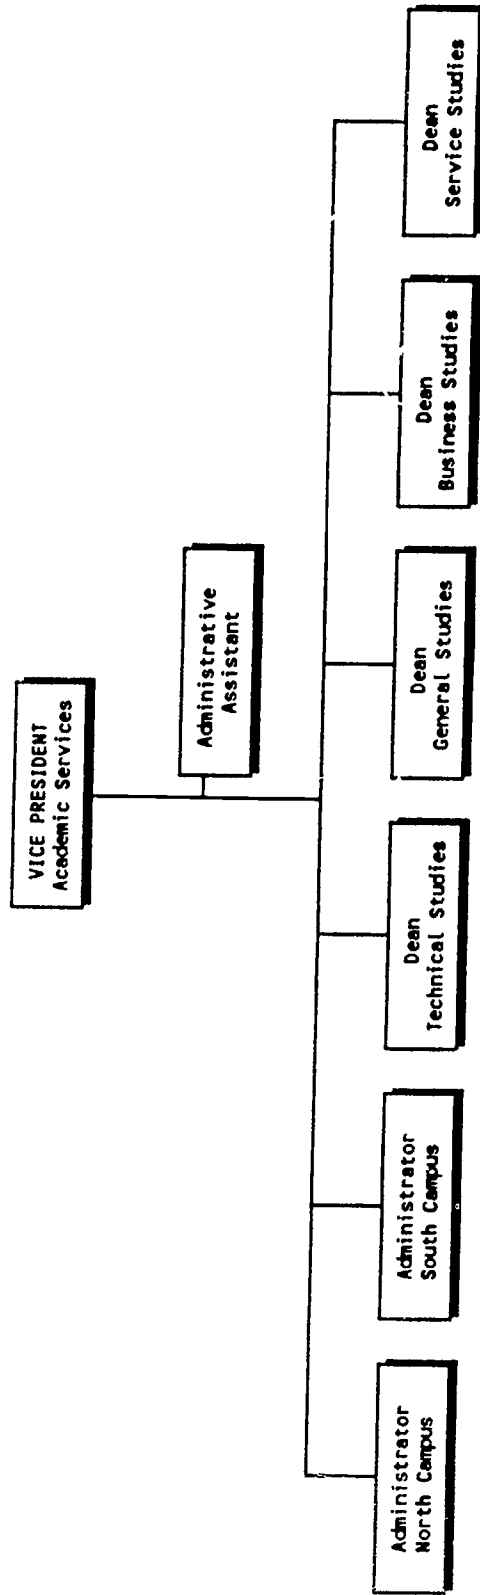 VICE PRESIDENT
Academic Services
Administrative
Assistant
Administrator
North Campus
Administrator
South Campus
Dean
Technical Studies
Dean
General Studies
Dean
Business Studies
Dean
Service Studies